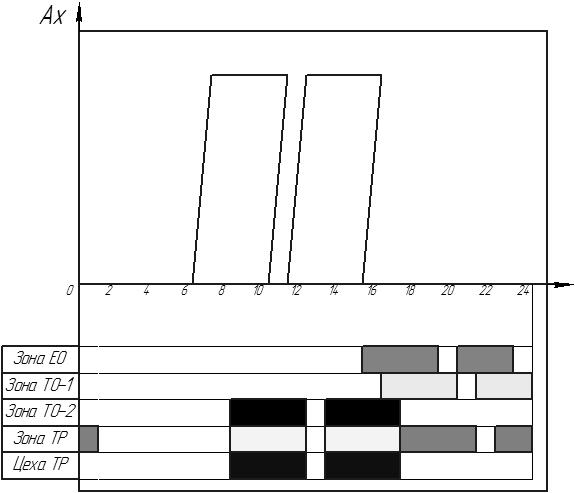 Ах
0 2 4 6 8 10 12 14 16 18 20 22 24
Зона ЕО
Зона ТО-1
Зона ТО-2
Зона ТР
Цеха ТР